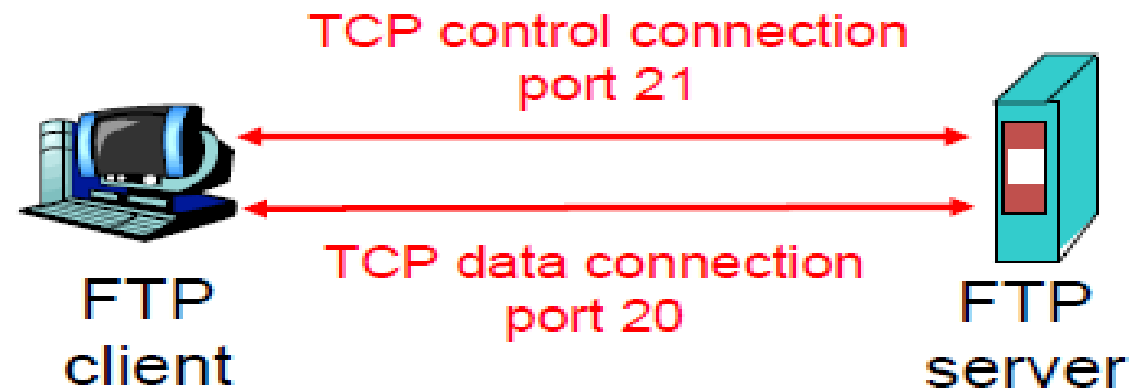 TCP control connection
port 21
TCP data connection
port 20
FTP
client
FTP
server